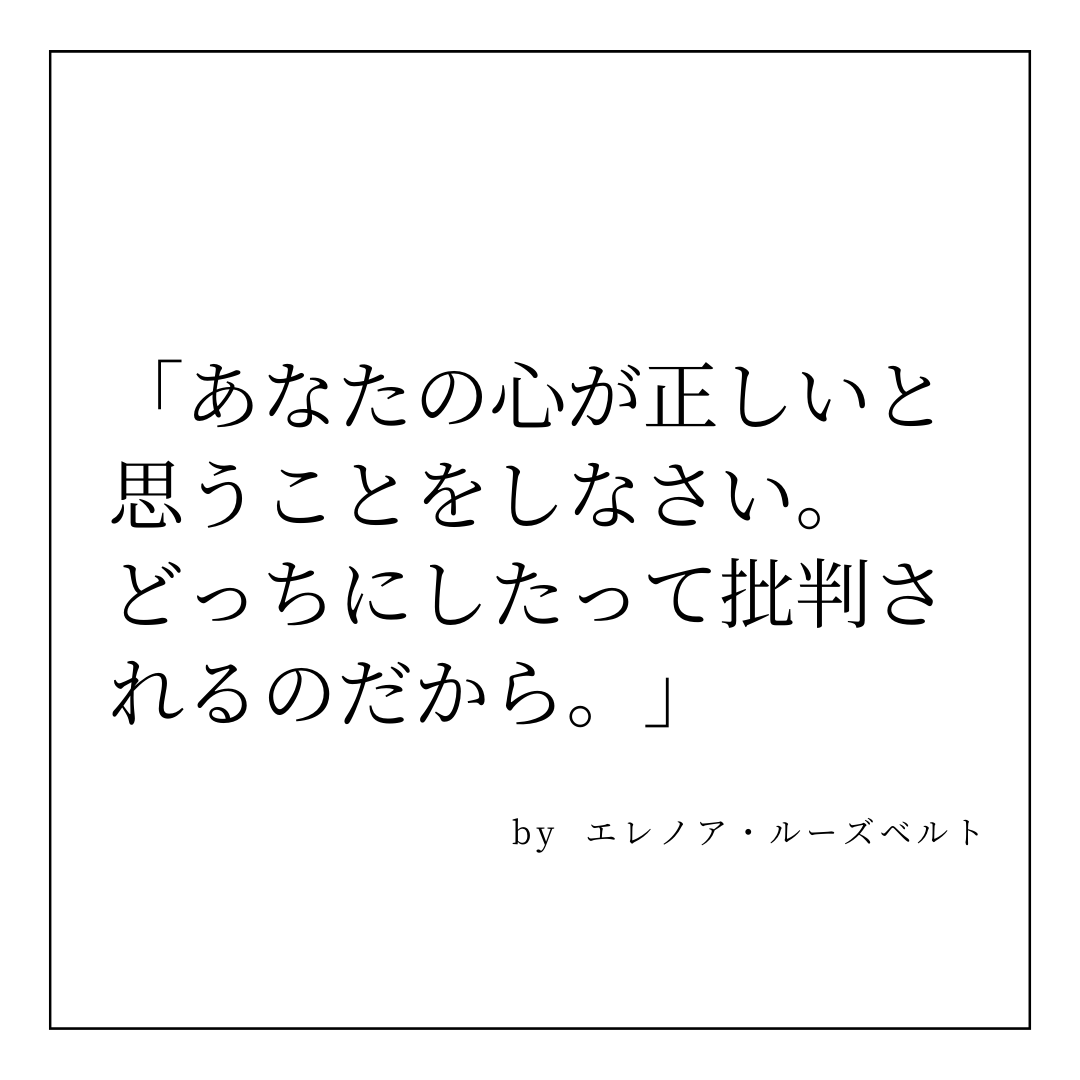 「あなたの心が正しいと
思うことをしなさい。
どっちにしたって批判さ
れるのだから。」
by エレノア・ルーズベルト